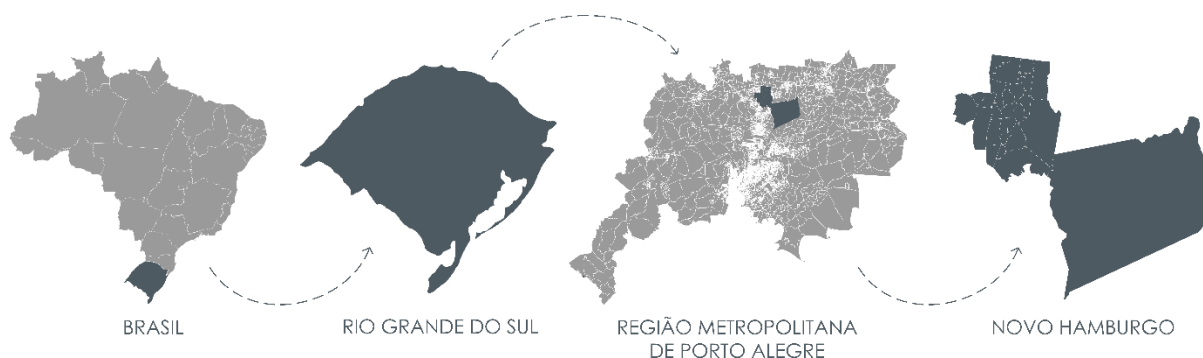 BRASIL
RIO GRANDE DO SUL
REGIÃO METROPOLITANA
DE PORTO ALEGRE
NOVO HAMBURGO